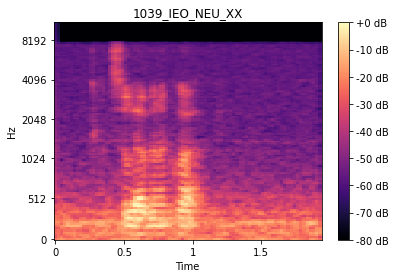 1039_IEO_NEU_XX
+0 dB
8192
-10 dB
4096
-20 dB
-30 dB
2048
Hz
-40 dB
1024
-50 dB
512
-60 dB
-70 dB
0
-80 dB
0
0.5
1
1.5
Time